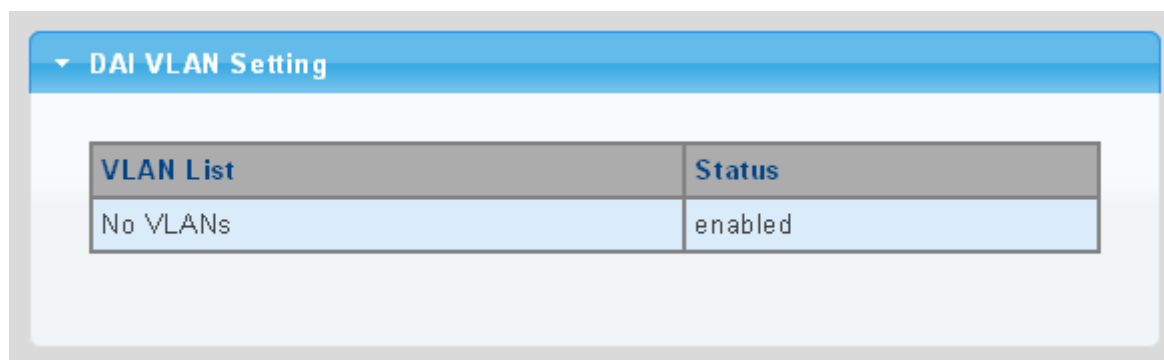 DAI VLAN Setting
VLAN List Status
No VLANs enabled